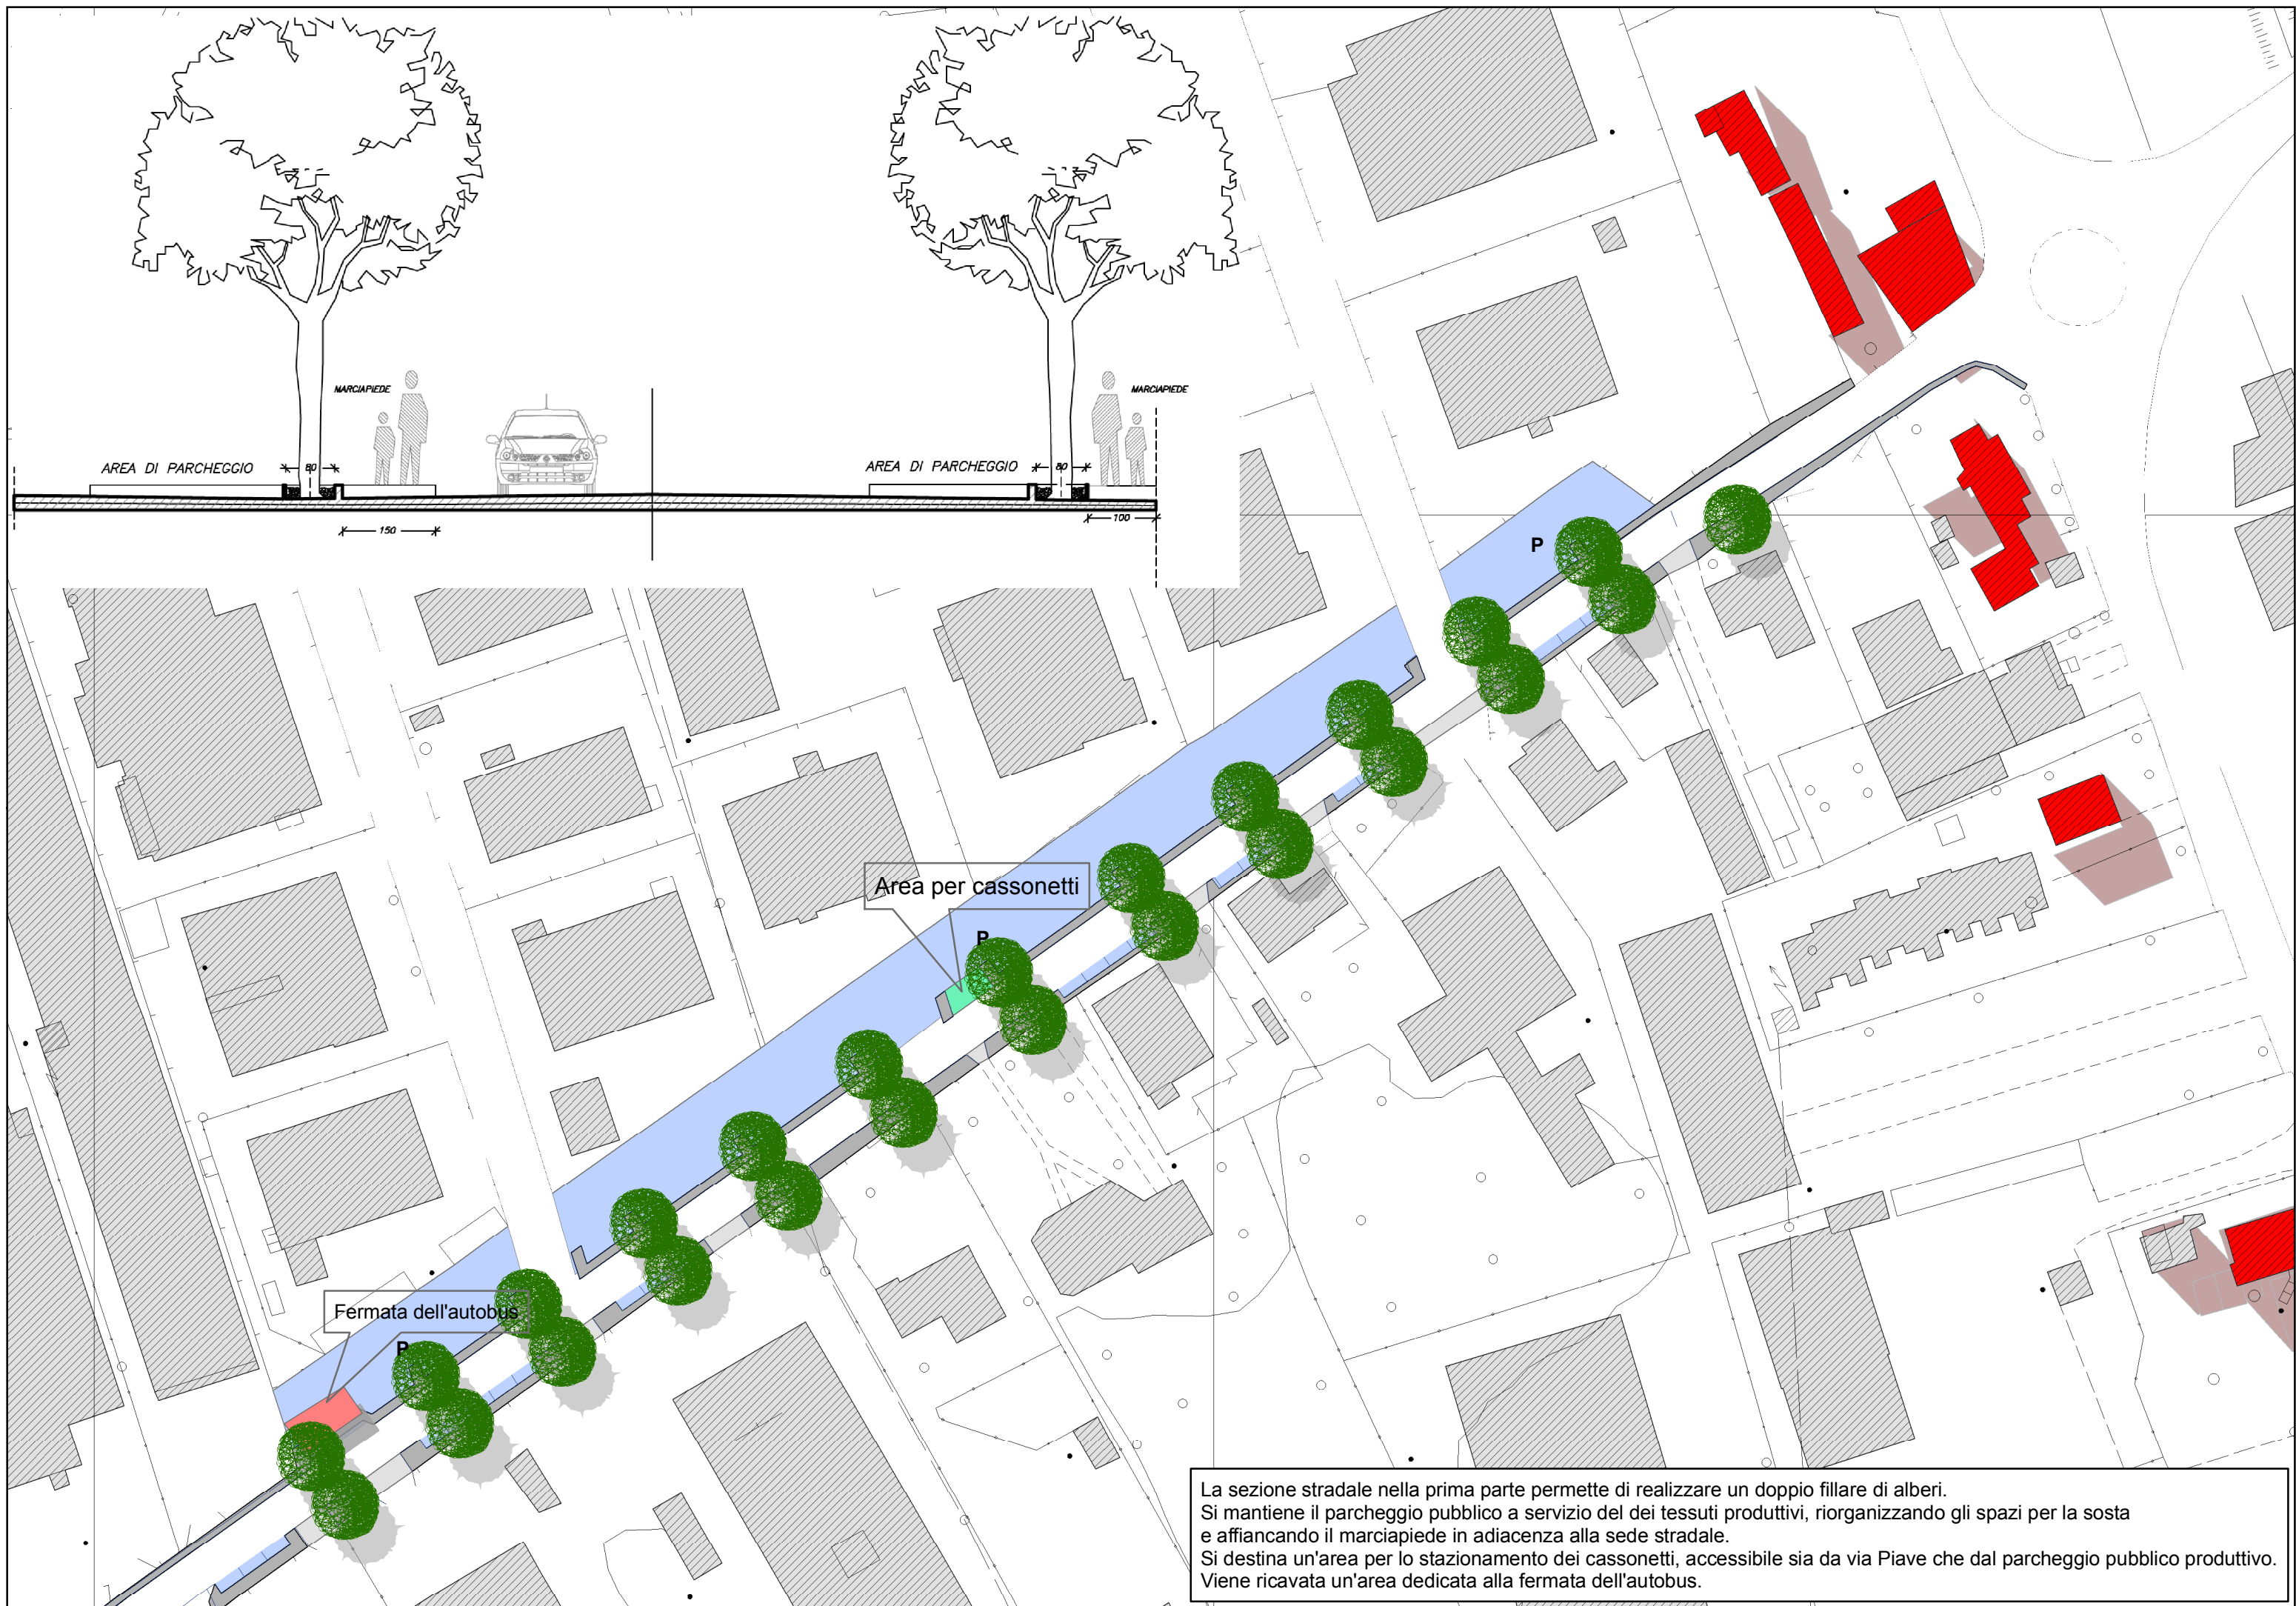 MARCIAPIEDE
MARCIAPIEDE
AREA DI PARCHEGGIO
80
AREA DI PARCHEGGIO
80
150
100
P
Area per cassonetti
P
Fermata dell'autobus
P
La sezione stradale nella prima parte permette di realizzare un doppio fillare di alberi.
Si mantiene il parcheggio pubblico a servizio del dei tessuti produttivi, riorganizzando gli spazi per la sosta
e affiancando il marciapiede in adiacenza alla sede stradale.
Si destina un'area per lo stazionamento dei cassonetti, accessibile sia da via Piave che dal parcheggio pubblico produttivo.
Viene ricavata un'area dedicata alla fermata dell'autobus.